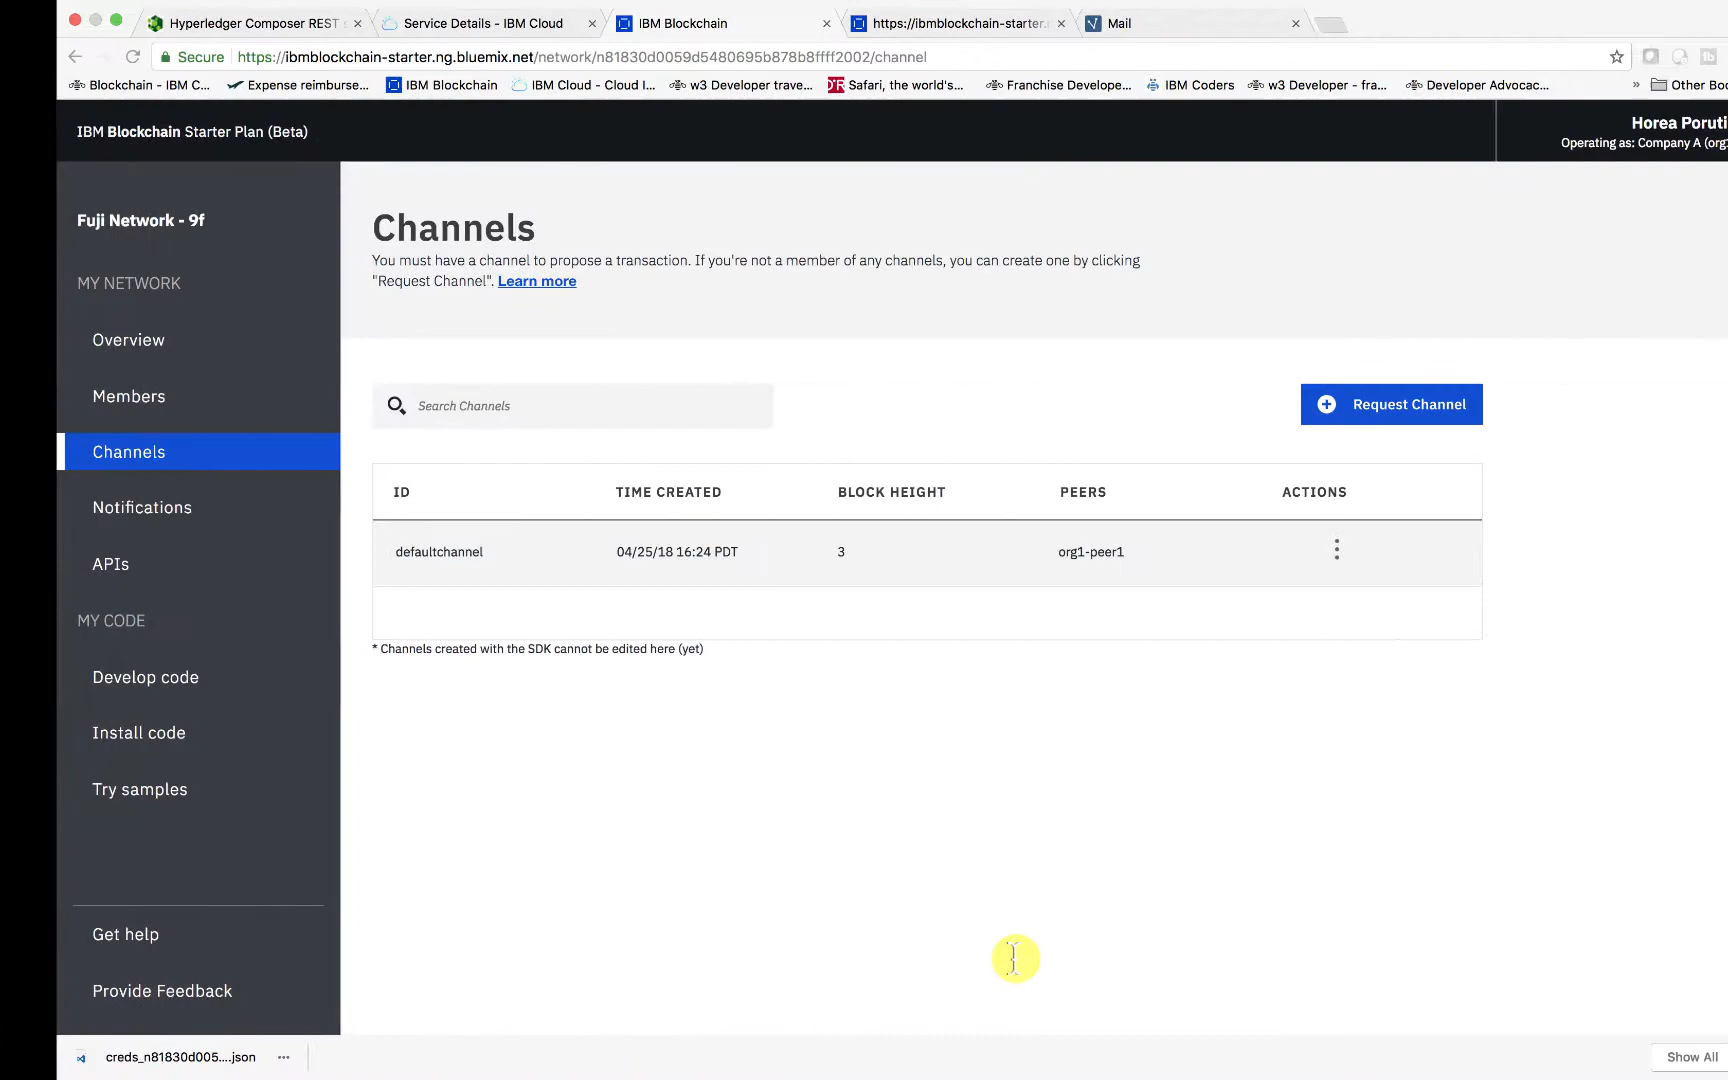 Hyperledger Composer REST
Service Details - IBM Cloud
IBM Blockchain
https://ibmblockchain-starter.
Mail
Secure
https://ibmblockchain-starter.ng.bluemix.net/network/n81830d0059d5480695b878b8ffff2002/channel
Blockchain - IBM C...
Expense reimburse...
IBM Blockchain
IBM Cloud - Cloud I...
w3 Developer trave...
Safari, the world's...
Franchise Develope...
IBM Coders
w3 Developer - fra...
Developer Advocac...
»
Other Boo
IBM Blockchain Starter Plan (Beta)
Horea Poruti
Operating as: Company A (org1
Fuji Network - 9f
MY NETWORK
Overview
Members
Channels
Notifications
APIs
MY CODE
Develop code
Install code
Try samples
Get help
Provide Feedback
Channels
You must have a channel to propose a transaction. If you're not a member of any channels, you can create one by clicking
"Request Channel". Learn more
Search Channels
Request Channel
ID TIME CREATED BLOCK HEIGHT PEERS ACTIONS
defaultchannel 04/25/18 16:24 PDT 3 org1-peer1
* Channels created with the SDK cannot be edited here (yet)
creds_n81830d005....json
Show All